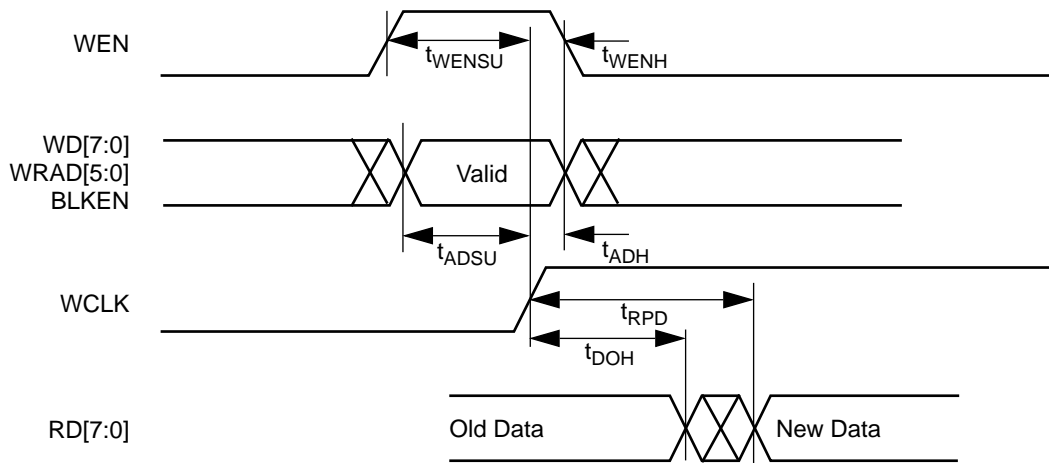 WEN
tWENSU
tWENH
WD[7:0]
WRAD[5:0]
BLKEN
Valid
tADSU
tADH
WCLK
tRPD
tDOH
RD[7:0]
Old Data
New Data